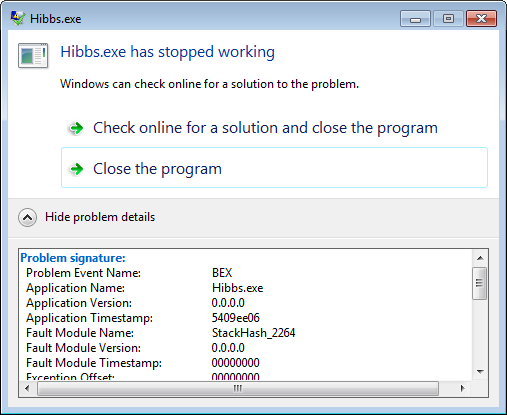 Hibbs.exe
Hibbs.exe has stopped working
Windows can check online for a solution to the problem.
Check online for a solution and close the program
Close the program
Hide problem details
Problem signature:
Problem Event Name: BEX
Application Name: Hibbs.exe
Application Version: 0.0.0.0
Application Timestamp: 5409ee06
Fault Module Name: StackHash_2264
Fault Module Version: 0.0.0.0
Fault Module Timestamp: 00000000
Exception Offset: 00000000